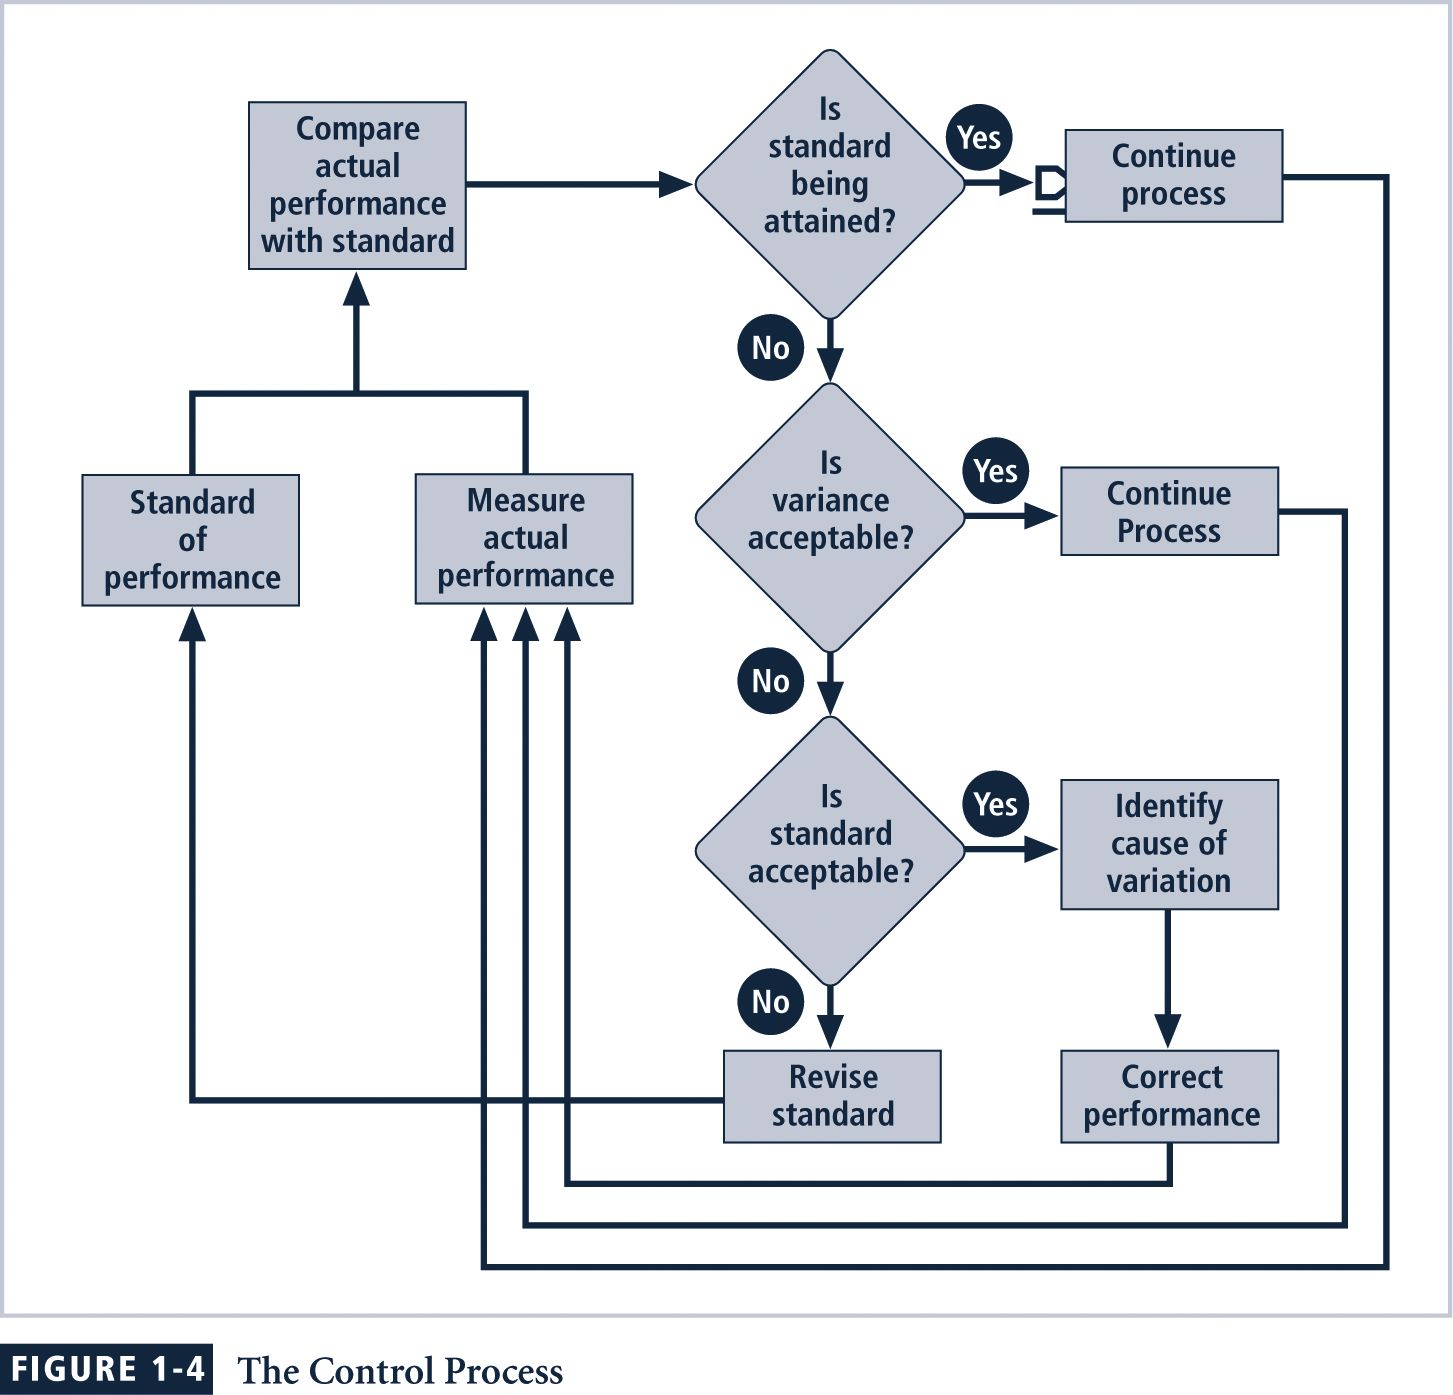 Compare
actual
performance
with standard
Is
standard
being
attained?
Yes
Continue
process
No
Standard
of
performance
Measure
actual
performance
Is
variance
acceptable?
Yes
Continue
Process
No
Is
standard
acceptable?
Yes
Identify
cause of
variation
No
Revise
standard
Correct
performance
FIGURE 1-4 The Control Process